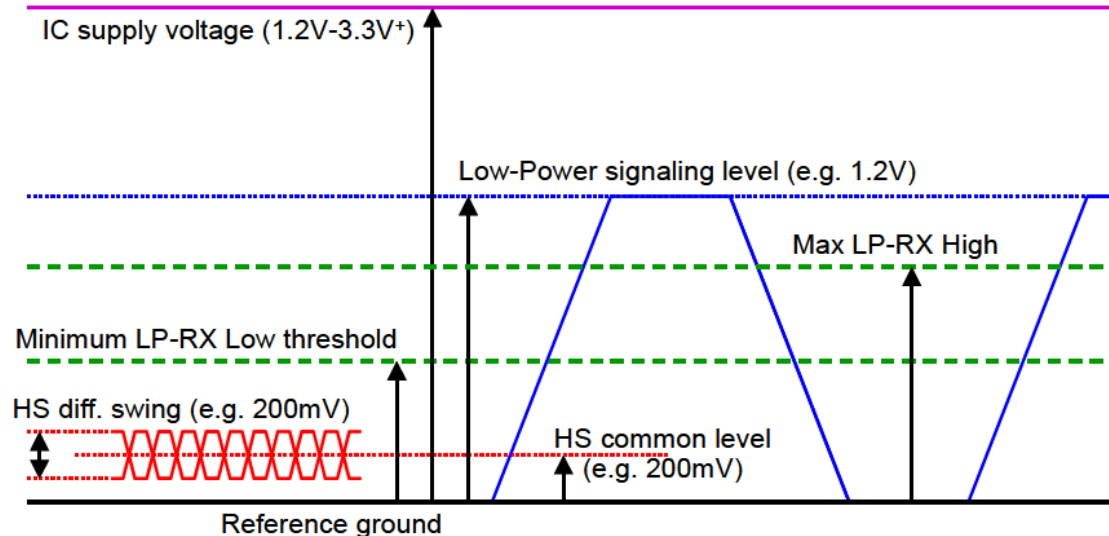 IC supply voltage (1.2V-3.3V⁺)
Low-Power signaling level (e.g. 1.2V)
Max LP-RX High
Minimum LP-RX Low threshold
HS diff. swing (e.g. 200mV)
HS common level
(e.g. 200mV)
Reference ground